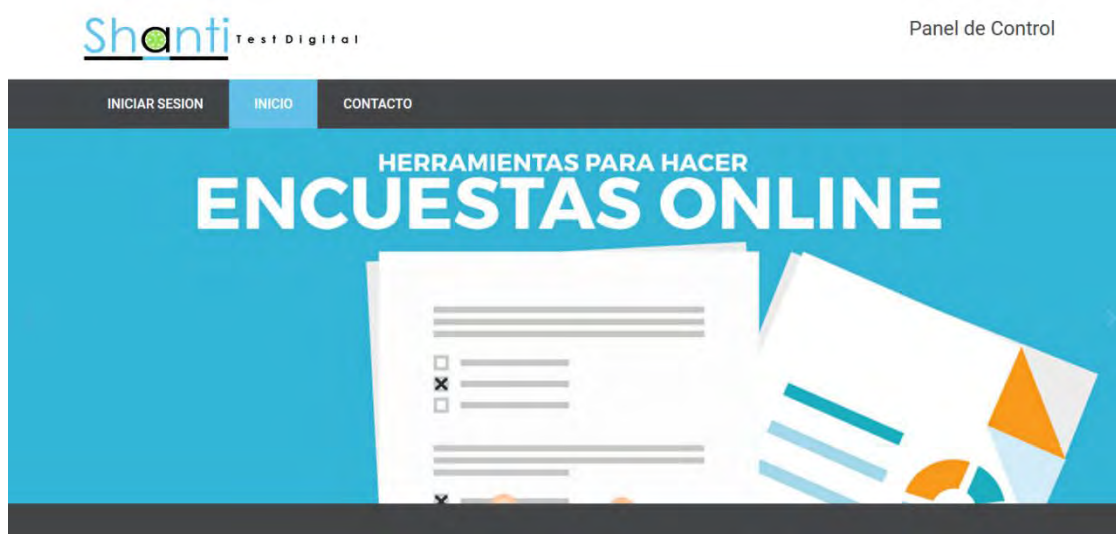 Shanti Test Digital
Panel de Control
INICIAR SESION INICIO CONTACTO
HERRAMIENTAS PARA HACER
ENCUESTAS ONLINE